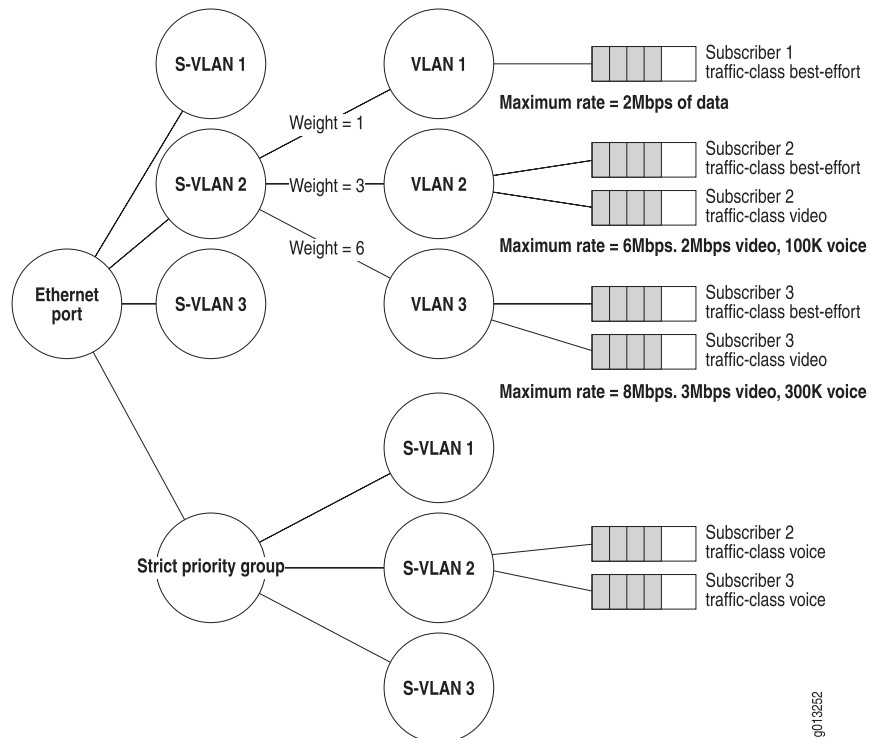 S-VLAN 1
VLAN 1
Subscriber 1
traffic-class best-effort
Maximum rate = 2Mbps of data
Weight = 1
S-VLAN 2
Weight = 3
VLAN 2
Subscriber 2
traffic-class best-effort
Subscriber 2
traffic-class video
Maximum rate = 6Mbps. 2Mbps video, 100K voice
Weight = 6
Ethernet
port
S-VLAN 3
VLAN 3
Subscriber 3
traffic-class best-effort
Subscriber 3
traffic-class video
Maximum rate = 8Mbps. 3Mbps video, 300K voice
S-VLAN 1
Strict priority group
S-VLAN 2
Subscriber 2
traffic-class voice
Subscriber 3
traffic-class voice
S-VLAN 3
g013252